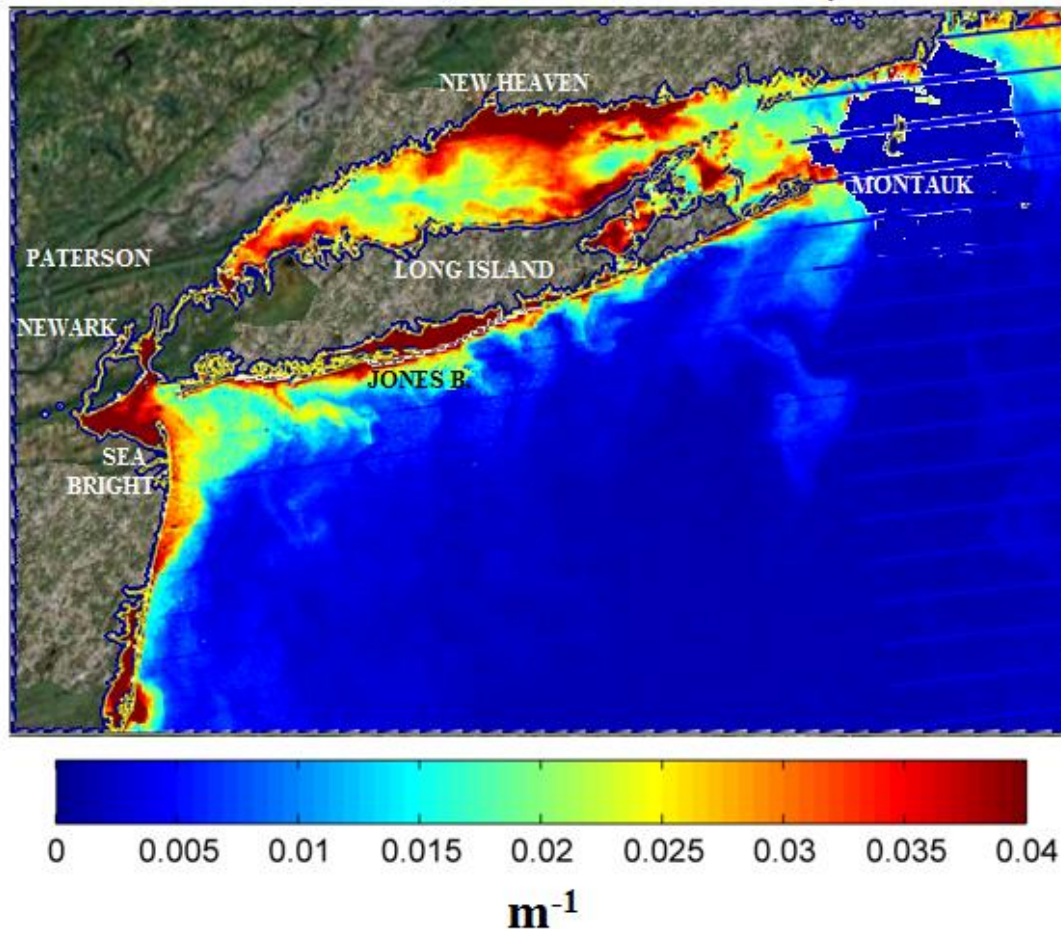 NEW HEAVEN
MONTAUK
PATERSON
LONG ISLAND
NEWARK
JONES B.
SEA
BRIGHT
0 0.005 0.01 0.015 0.02 0.025 0.03 0.035 0.04
m-1